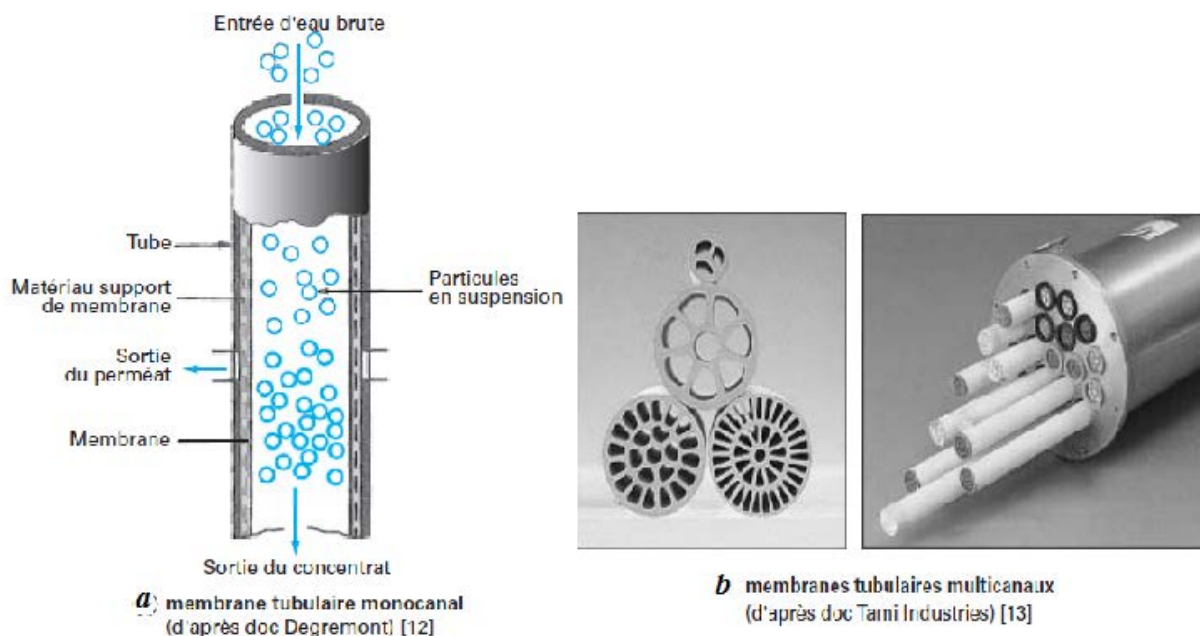 Entrée d'eau brute
Tube
Matériau support
de membrane
Particules
en suspension
Sortie
du perméat
Membrane
Sortie du concentrat
a) membrane tubulaire monocanal
(d'après doc Degremont) [12]
b membranes tubulaires multicanaux
(d'après doc Tami Industries) [13]